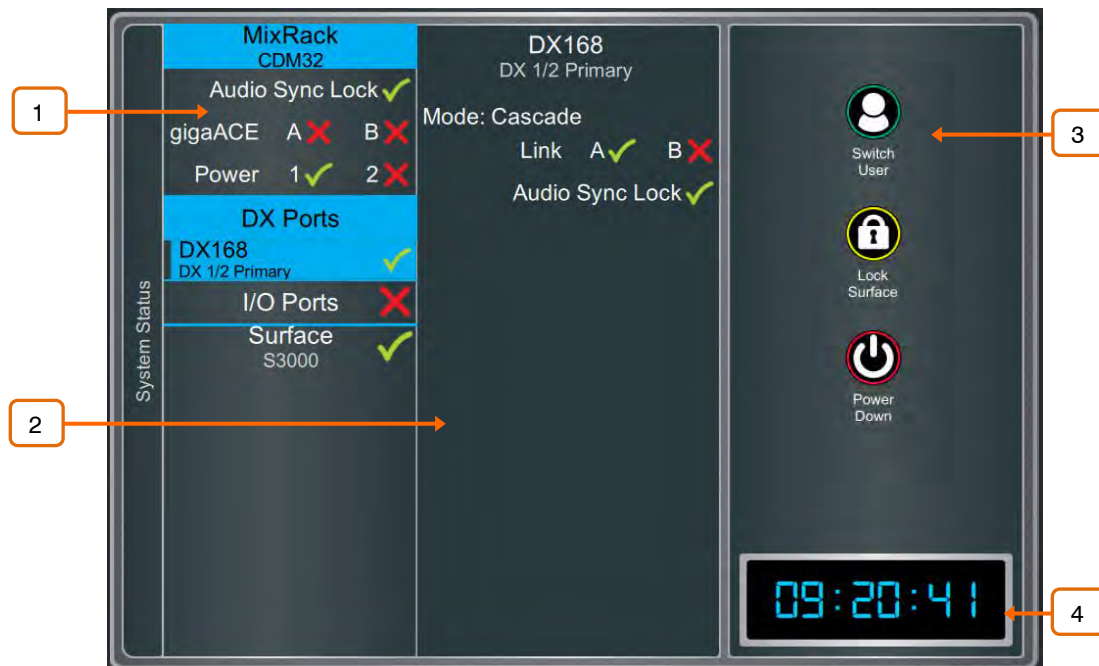 1
2
3
4
System Status
MixRack
CDM32
Audio Sync Lock
gigaACE A B
Power 1 2
DX Ports
DX168
DX 1/2 Primary
I/O Ports
Surface
S3000
DX168
DX 1/2 Primary
Mode: Cascade
Link A B
Audio Sync Lock
Switch
User
Lock
Surface
Power
Down
09:20:41